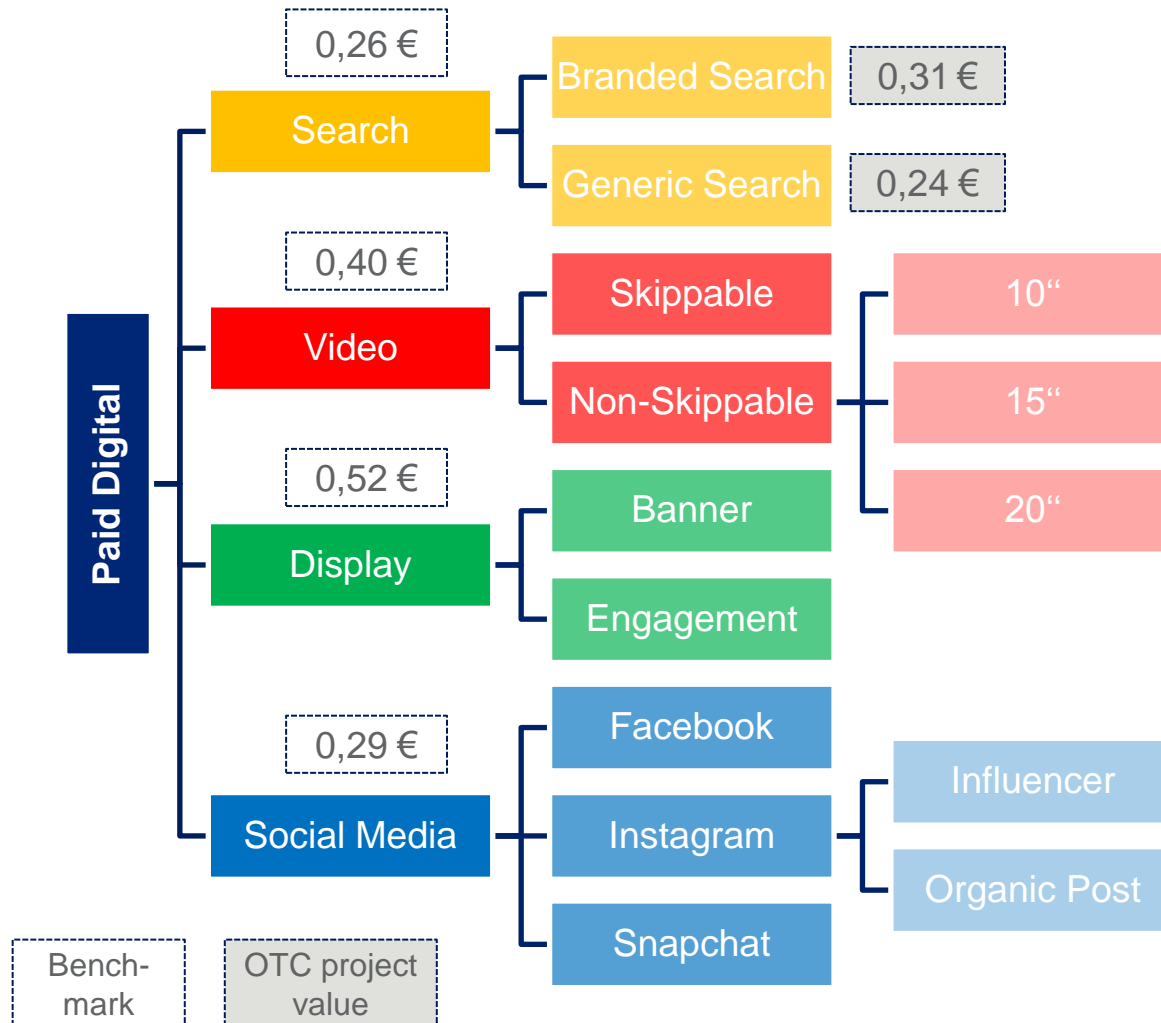 Paid Digital
0,26 €
Search
Branded Search
0,31 €
Generic Search
0,24 €
0,40 €
Video
Skippable
Non-Skippable
10“
15“
20“
0,52 €
Display
Banner
Engagement
0,29 €
Social Media
Facebook
Instagram
Snapchat
Influencer
Organic Post
Bench-
mark
OTC project
value